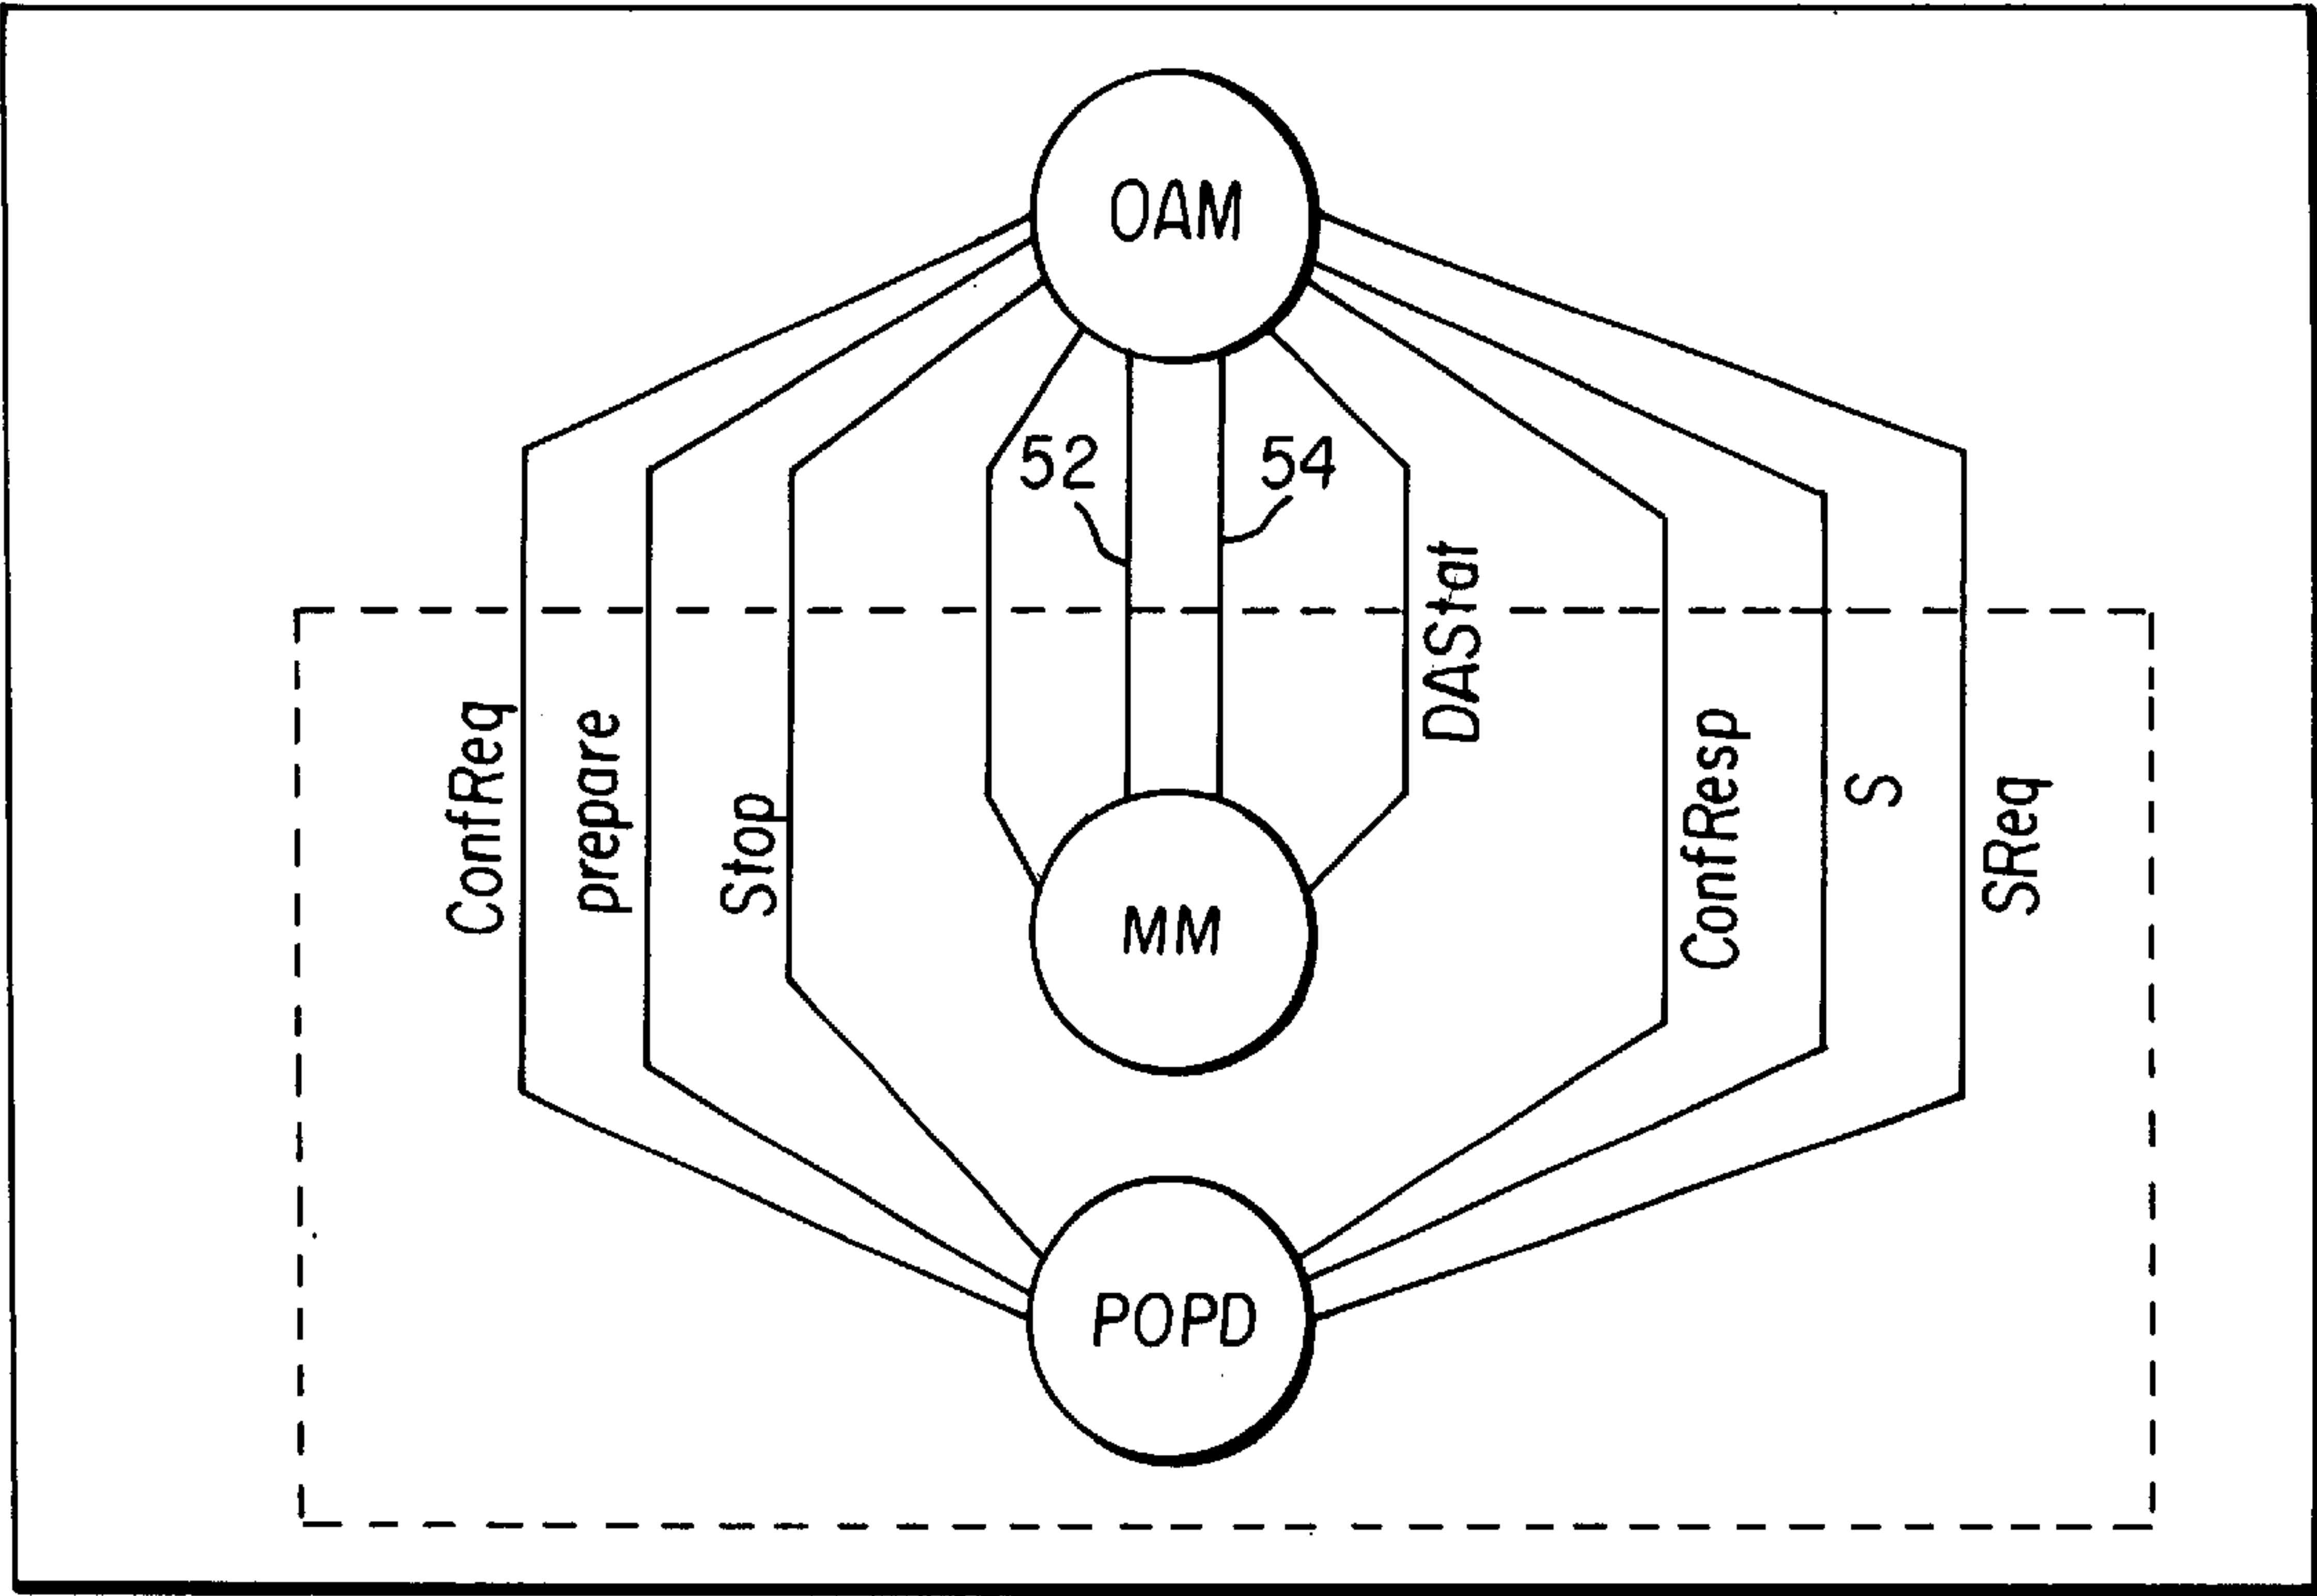 OAM
52
54
DAStat
ConfReq
prepare
Stop
MM
ConfResp
S
SReq
POPD